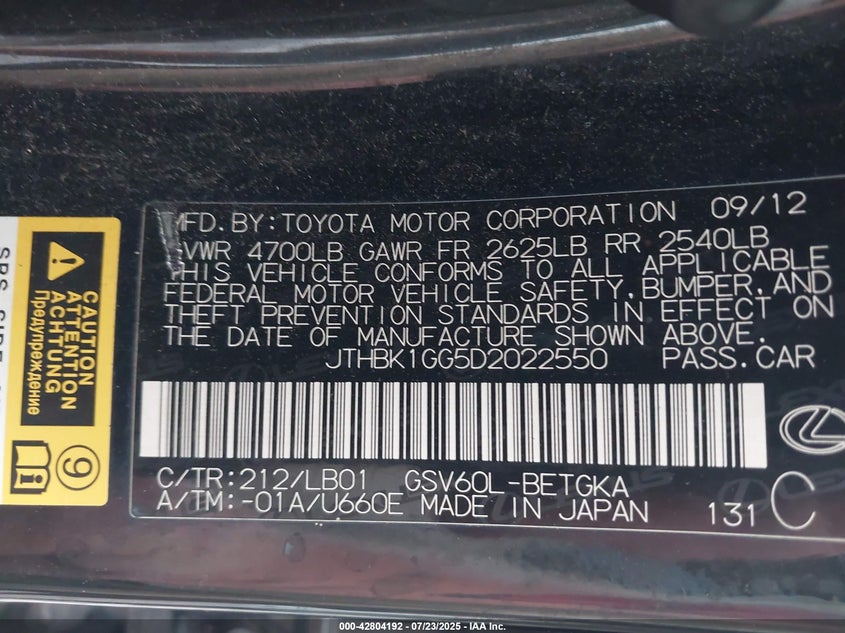 MFD. BY: TOYOTA MOTOR CORPORATION 09/12
GVWR 4700LB GAWR FR 2625LB RR 2540LB
THIS VEHICLE CONFORMS TO ALL APPLICABLE
FEDERAL MOTOR VEHICLE SAFETY, BUMPER, AND
THEFT PREVENTION STANDARDS IN EFFECT ON
THE DATE OF MANUFACTURE SHOWN ABOVE.
JTHBK1GG5D2022550 PASS. CAR
C/TR: 212/LB01 GSV60L-BETGKA
A/TM: -01A/U660E MADE IN JAPAN 131 C
CAUTION
ATTENTION
ACHTUNG
Предупреждение
9
000-42804192 - 07/23/2025 - IAA Inc.